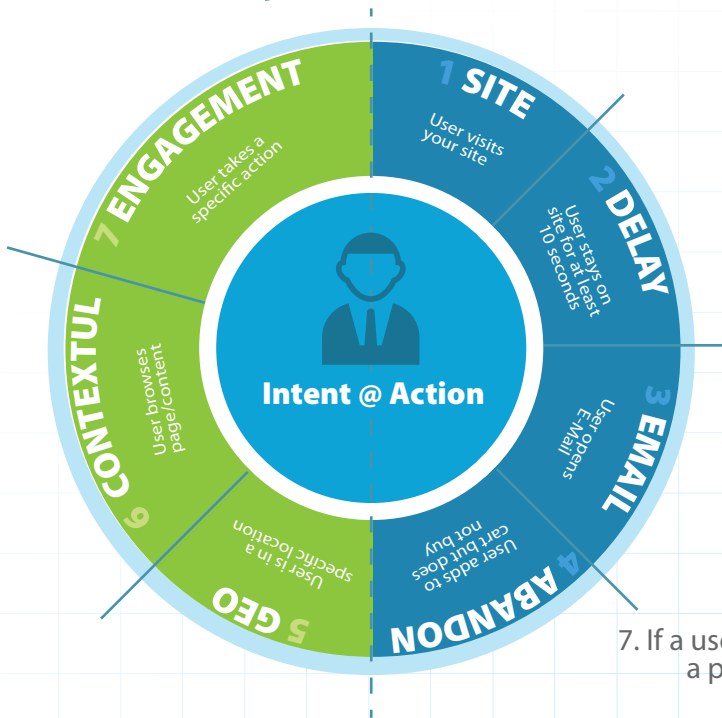 1 SITE
User visits
your site
2 DELAY
User stays on
site for at least
10 seconds
3 EMAIL
User opens
E-Mail
4 ABANDON
User adds to
cart but does
not buy
5 GEO
User is in a
specific location
6 CONTEXTUL
User browses
page/content
7 ENGAGEMENT
User takes a
specific action
Intent @ Action
7. If a use
a p